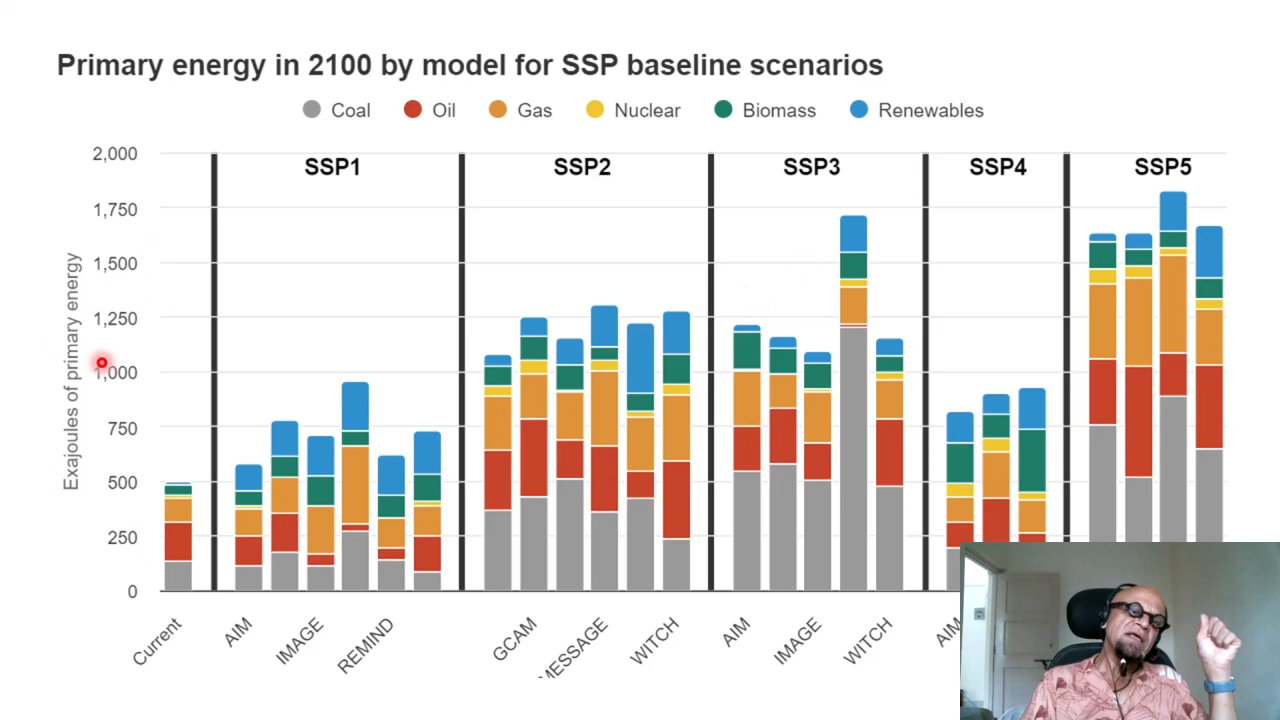 Primary energy in 2100 by model for SSP baseline scenarios
Coal Oil Gas Nuclear Biomass Renewables
SSP1 SSP2 SSP3 SSP4 SSP5
Exajoules of primary energy
2,000
1,750
1,500
1,250
1,000
750
500
250
0
Current AIM IMAGE REMIND GCAM MESSAGE WITCH AIM IMAGE WITCH AIM